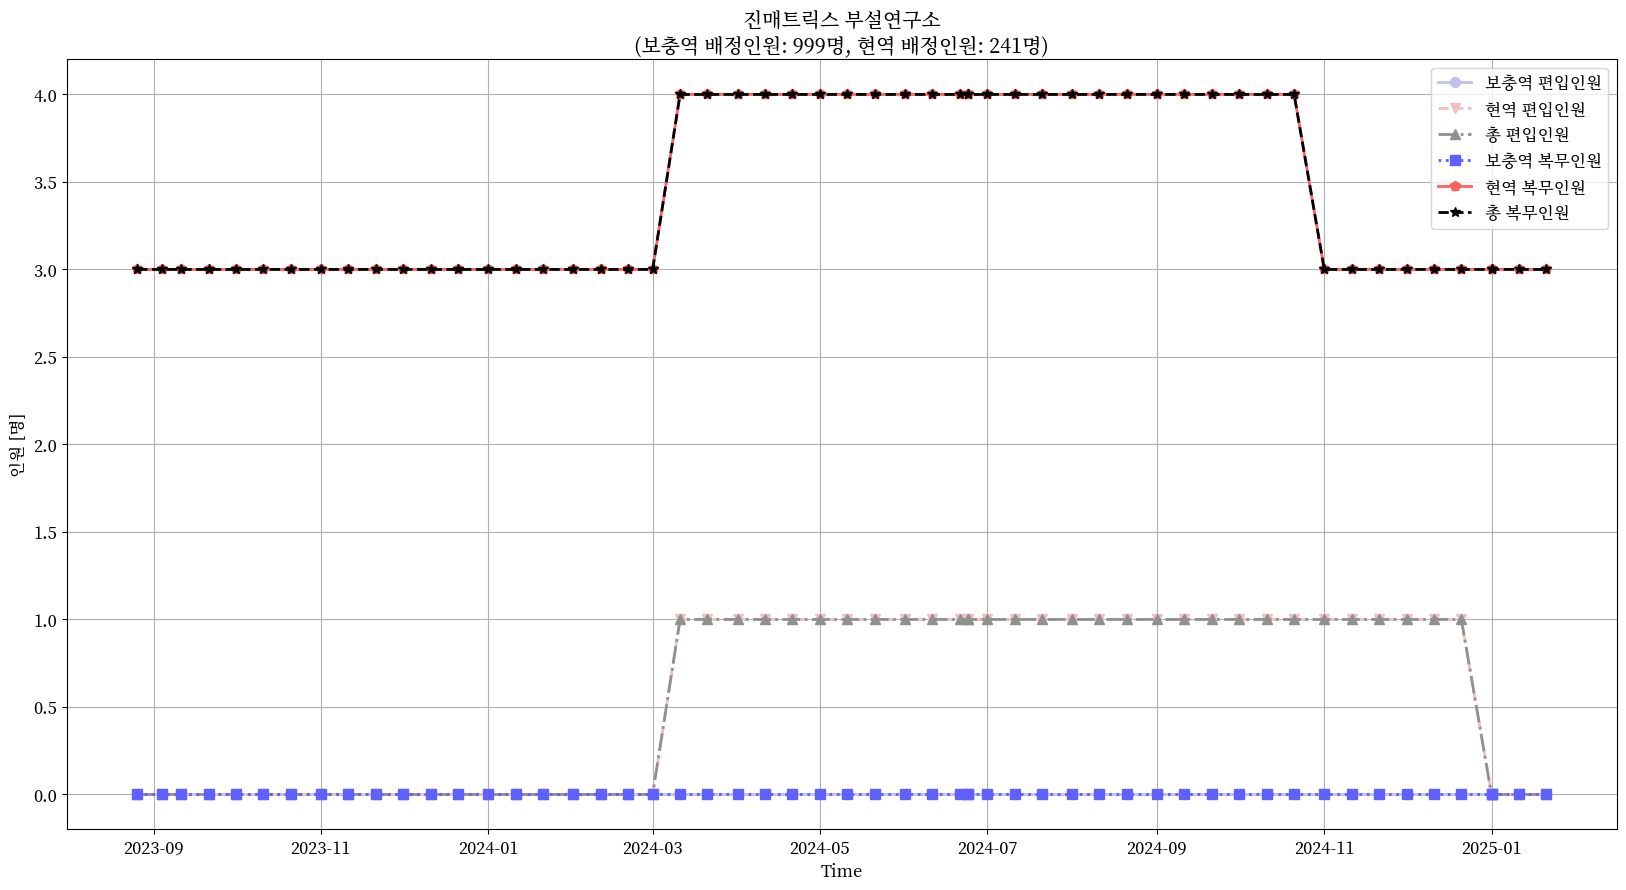 진매트릭스 부설연구소
(보충역 배정인원: 999명, 현역 배정인원: 241명)
보충역 편입인원
현역 편입인원
총 편입인원
보충역 복무인원
현역 복무인원
총 복무인원
인원 [명]
4.0
3.5
3.0
2.5
2.0
1.5
1.0
0.5
0.0
2023-09 2023-11 2024-01 2024-03 2024-05 2024-07 2024-09 2024-11 2025-01
Time